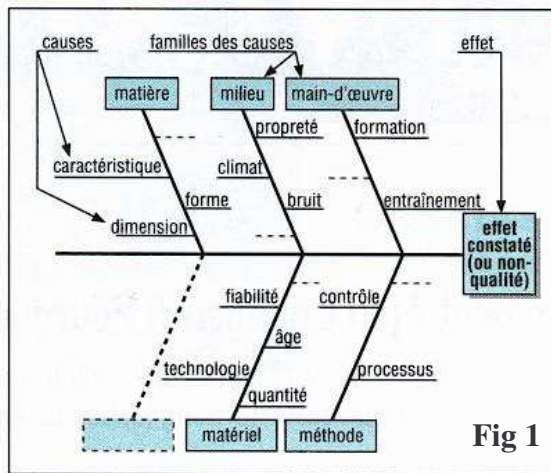 causes
familles des causes
effet
matière
milieu
main-d'œuvre
propreté
formation
caractéristique
climat
forme
bruit
entraînement
dimension
effet
constaté
(ou non-
qualité)
fiabilité
contrôle
âge
technologie
processus
quantité
matériel
méthode
Fig 1